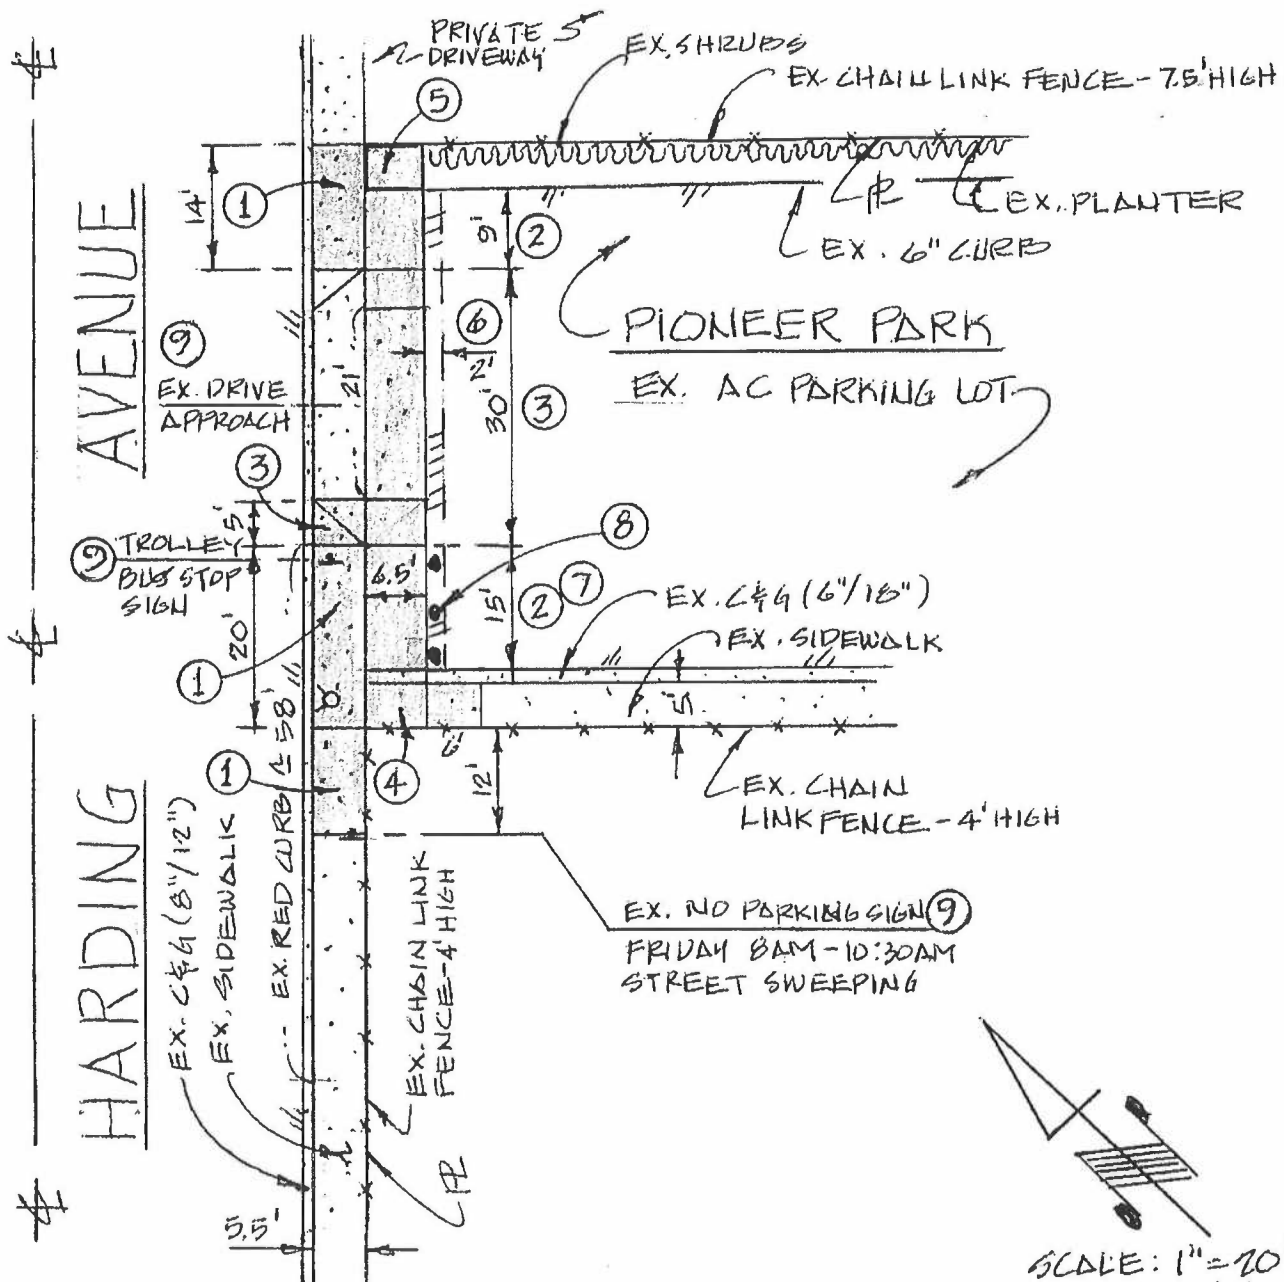 PRIVATE 5'
DRIVEWAY
EX. SHRUBS
EX. CHAIN LINK FENCE - 7.5' HIGH
5
14'
1
9'
2
PL
EX. PLANTER
EX. 6" CURB
AVENUE
9
EX. DRIVE
APPROACH
21'
6
2'
30'
3
PIONEER PARK
EX. AC PARKING LOT
3
5'
8
9
TROLLEY
BUS STOP
SIGN
6.5'
15'
2
7
EX. C&G (6"/18")
EX. SIDEWALK
20'
1
1
1
5'
6'
12'
4
EX. CHAIN
LINK FENCE - 4' HIGH
HARDING
EX. C&G (8"/12")
EX. SIDEWALK
EX. RED CURB ± 58'
EX. CHAIN LINK
FENCE - 4' HIGH
PL
EX. NO PARKING SIGN 9
FRIDAY 8AM - 10:30AM
STREET SWEEPING
5.5'
SCALE: 1" = 20